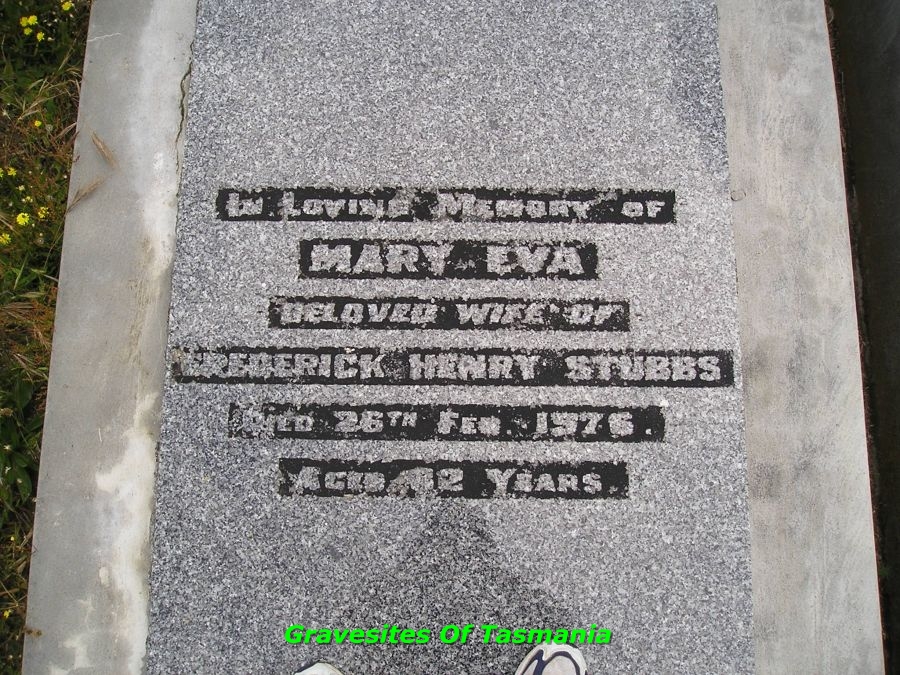 In Loving Memory of
MARY EVA
BELOVED WIFE OF
FREDERICK HENRY STUBBS
Died 26TH Feb. 1976.
Aged Years.
Gravesites Of Tasmania